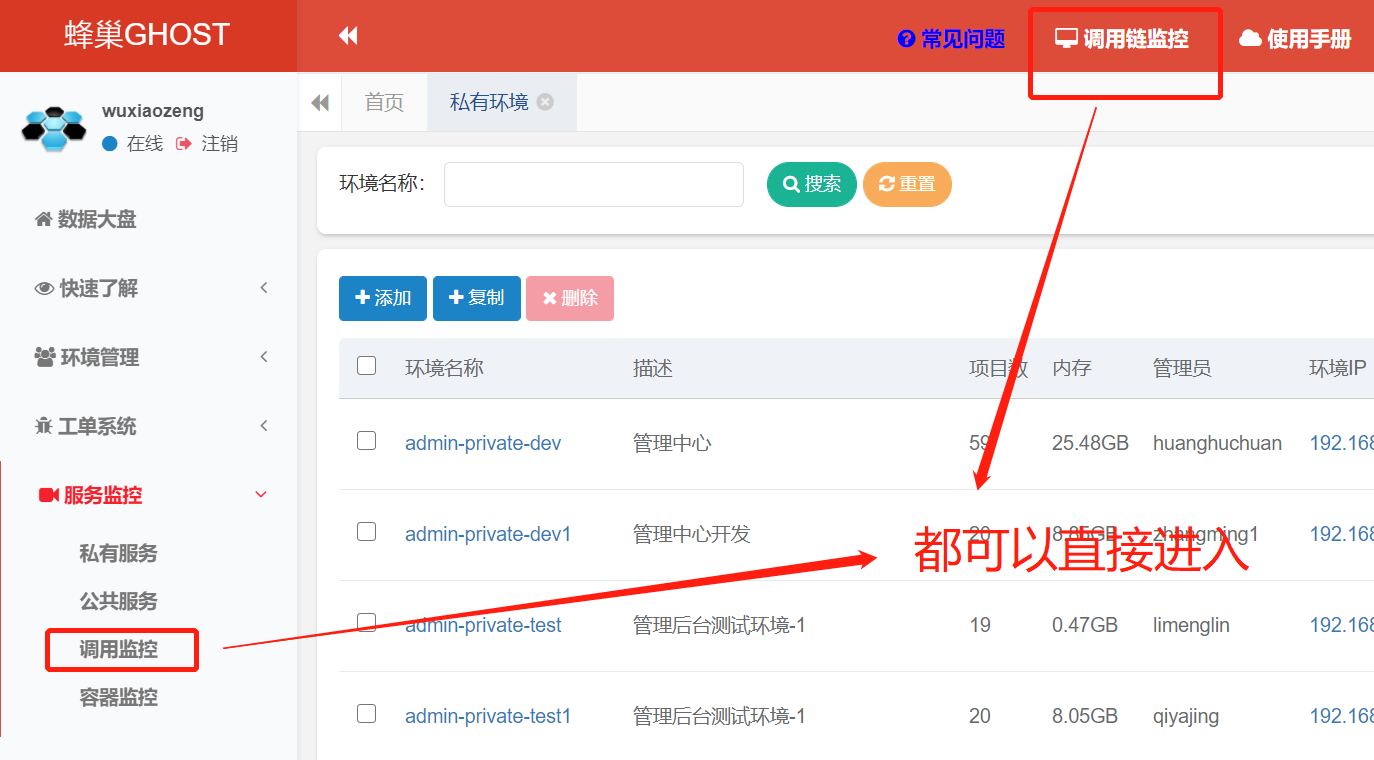 蜂巢GHOST
常见问题
调用链监控
使用手册
wuxiaozeng
在线
注销
首页
私有环境
环境名称：
搜索
重置
数据大盘
快速了解
环境管理
工单系统
服务监控
私有服务
公共服务
调用监控
容器监控
添加
复制
删除
环境名称 描述 项目数 内存 管理员 环境IP
admin-private-dev 管理中心 59 25.48GB huanghuchuan 192.168
admin-private-dev1 管理中心开发 20 8.85GB zhangming1 192.168
都可以直接进入
admin-private-test 管理后台测试环境-1 19 0.47GB limenglin 192.168
admin-private-test1 管理后台测试环境-1 20 8.05GB qiyajing 192.168